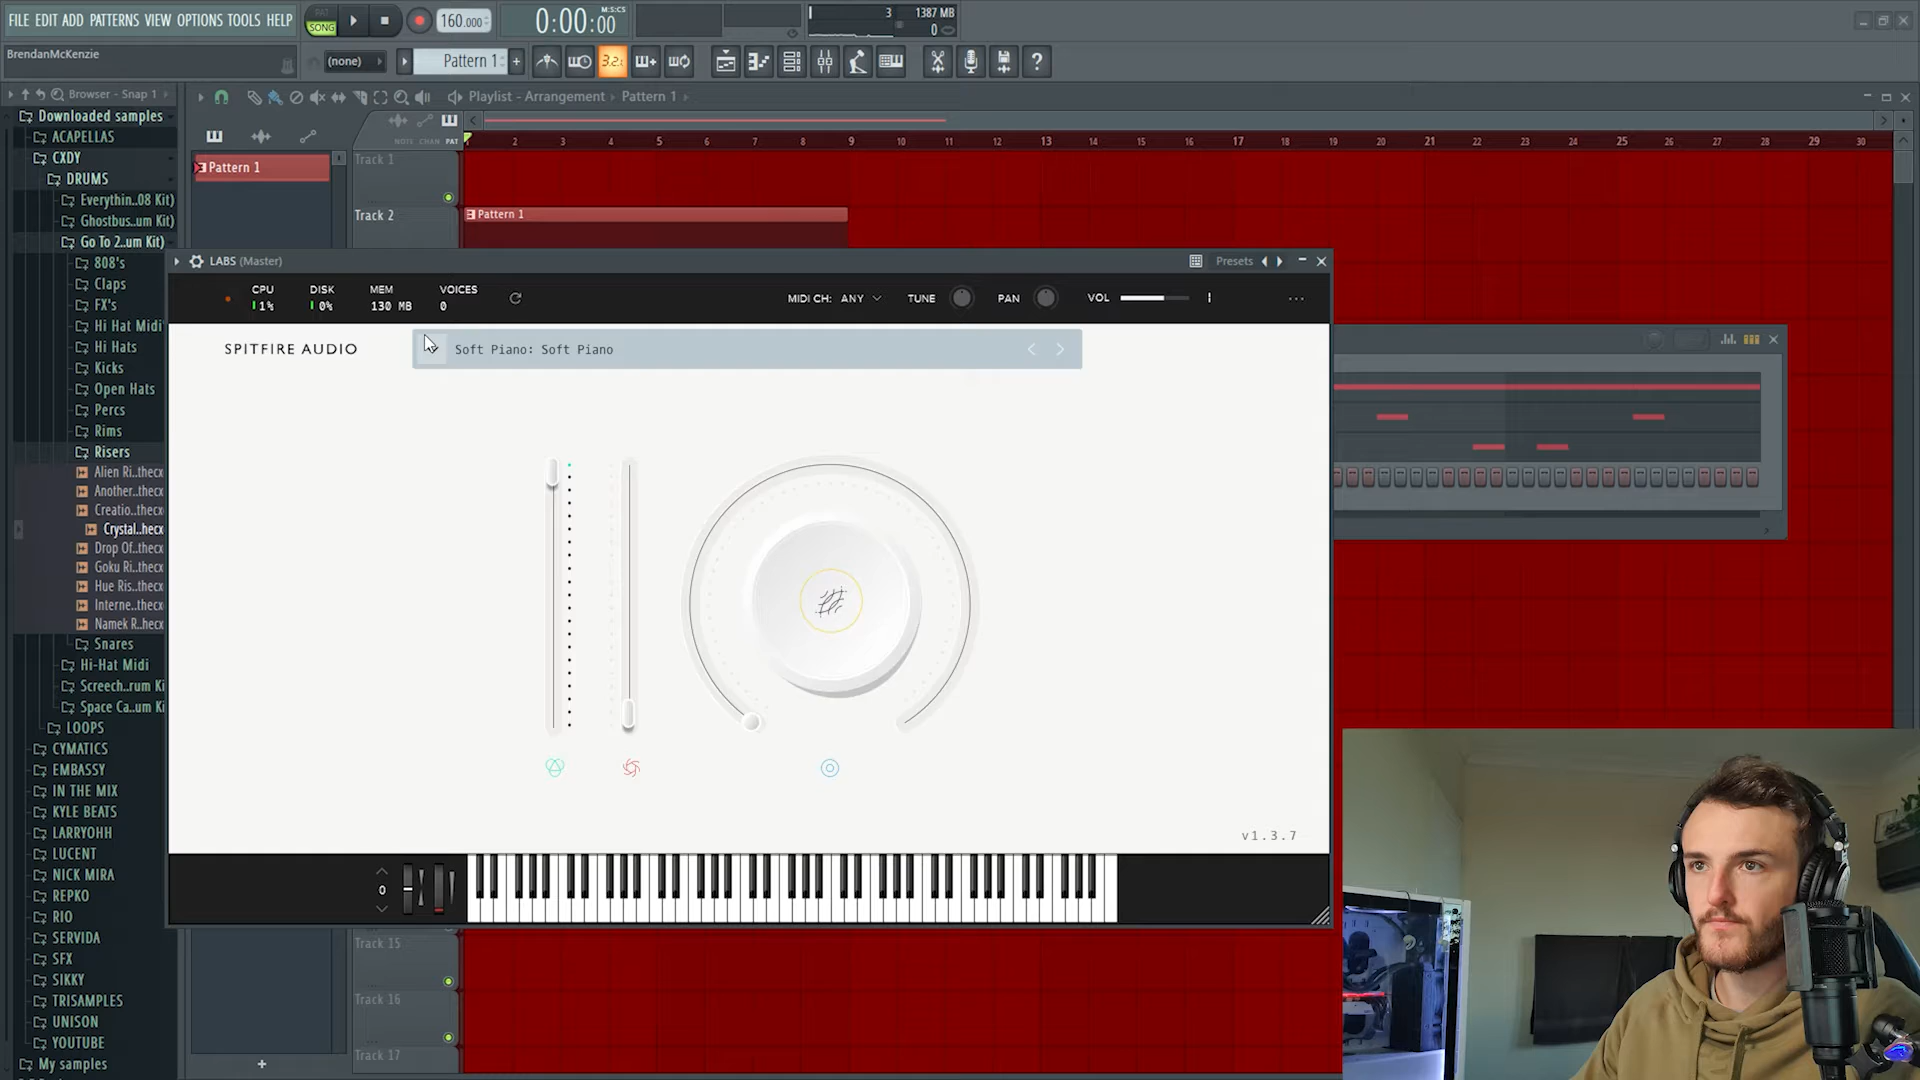 FILE EDIT ADD PATTERNS VIEW OPTIONS TOOLS HELP
PAT
SONG
160.000
0:00:00
M:S:CS
3
1387 MB
0
BrendanMcKenzie
(none)
Pattern 1
+
3.2
?
Browser - Snap 1
Playlist - Arrangement
Pattern 1
NOTE CHAN PAT
2 3 4 5 6 7 8 9 10 11 12 13 14 15 16 17 18 19 20 21 22 23 24 25 26 27 28 29 30
Pattern 1
Track 1
Track 2
Pattern 1
Downloaded samples
ACAPELLAS
CXDY
DRUMS
Everythin..08 Kit)
Ghostbus..um Kit)
Go To 2..um Kit)
808's
Claps
FX's
Hi Hat Midi
Hi Hats
Kicks
Open Hats
Percs
Rims
Risers
Alien Ri..thecx
Another..thecx
Creatio..thecx
Crystal..hecx
Drop Of..thecx
Goku Ri..thecx
Hue Ris..thecx
Interne..thecx
Namek R..hecx
Snares
Hi-Hat Midi
Screech..rum Ki
Space Ca..um Ki
LOOPS
CYMATICS
EMBASSY
IN THE MIX
KYLE BEATS
LARRYOHH
LUCENT
NICK MIRA
REPKO
RIO
SERVIDA
SFX
SIKKY
TRISAMPLES
UNISON
YOUTUBE
My samples
LABS (Master)
Presets
CPU
1%
DISK
0%
MEM
130 MB
VOICES
0
MIDI CH: ANY
TUNE
PAN
VOL
SPITFIRE AUDIO
Soft Piano: Soft Piano
v1.3.7
0
Track 15
Track 16
Track 17
+